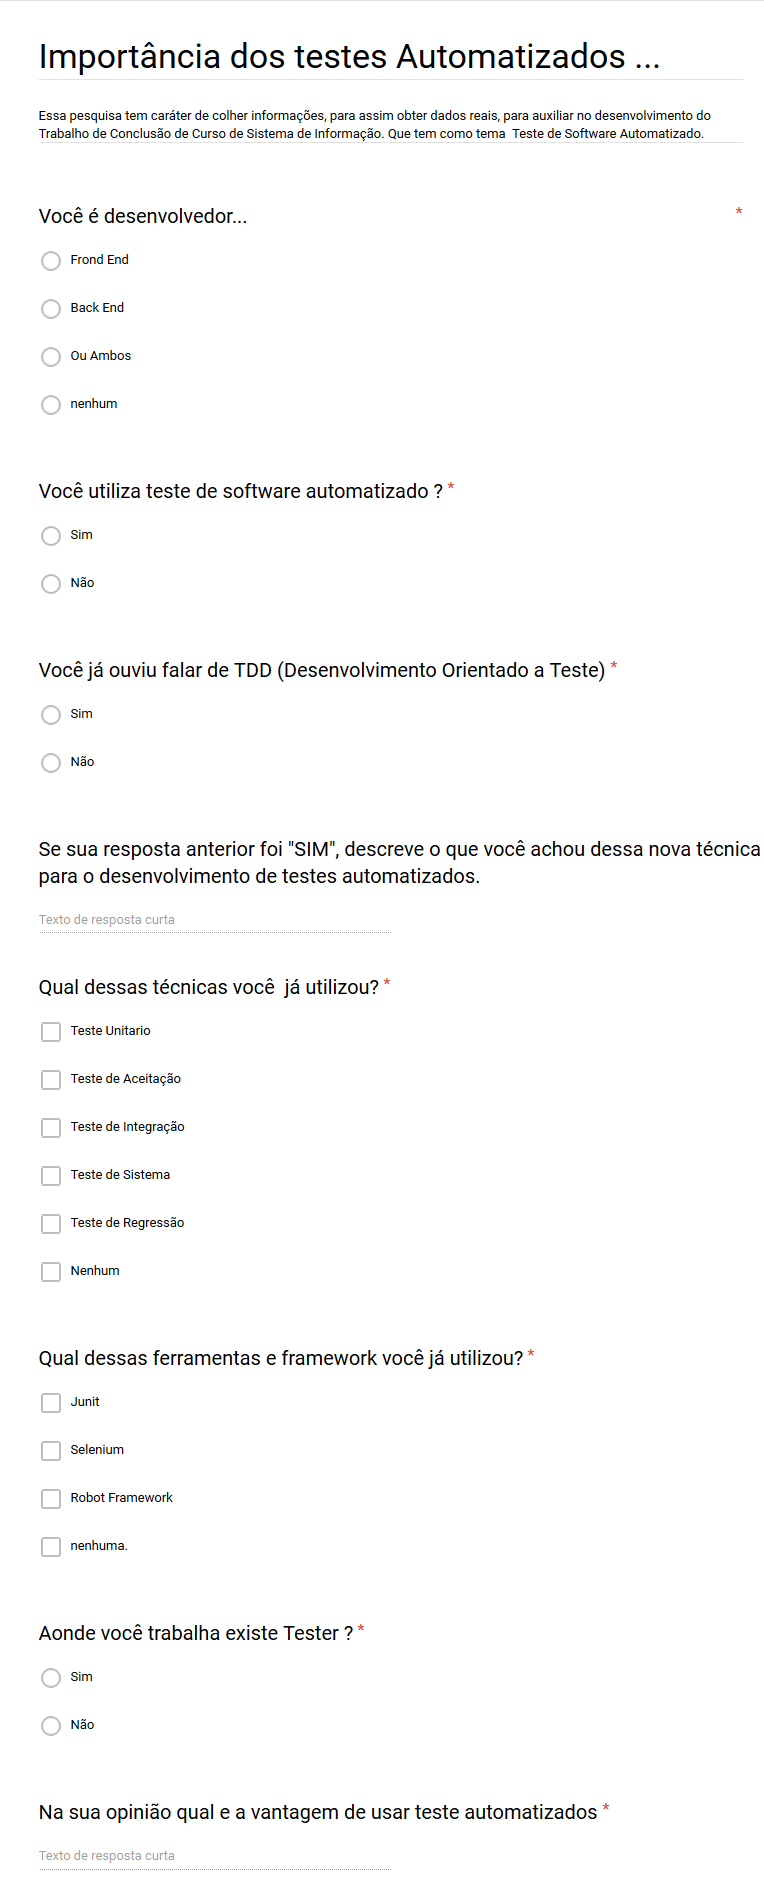 Importância dos testes Automatizados ...
Essa pesquisa tem caráter de colher informações, para assim obter dados reais, para auxiliar no desenvolvimento do
Trabalho de Conclusão de Curso de Sistema de Informação. Que tem como tema  Teste de Software Automatizado.
Você é desenvolvedor... *
Frond End
Back End
Ou Ambos
nenhum
Você utiliza teste de software automatizado ? *
Sim
Não
Você já ouviu falar de TDD (Desenvolvimento Orientado a Teste) *
Sim
Não
Se sua resposta anterior foi "SIM", descreve o que você achou dessa nova técnica
para o desenvolvimento de testes automatizados.
Texto de resposta curta
Qual dessas técnicas você  já utilizou? *
Teste Unitario
Teste de Aceitação
Teste de Integração
Teste de Sistema
Teste de Regressão
Nenhum
Qual dessas ferramentas e framework você já utilizou? *
Junit
Selenium
Robot Framework
nenhuma.
Aonde você trabalha existe Tester ? *
Sim
Não
Na sua opinião qual e a vantagem de usar teste automatizados *
Texto de resposta curta